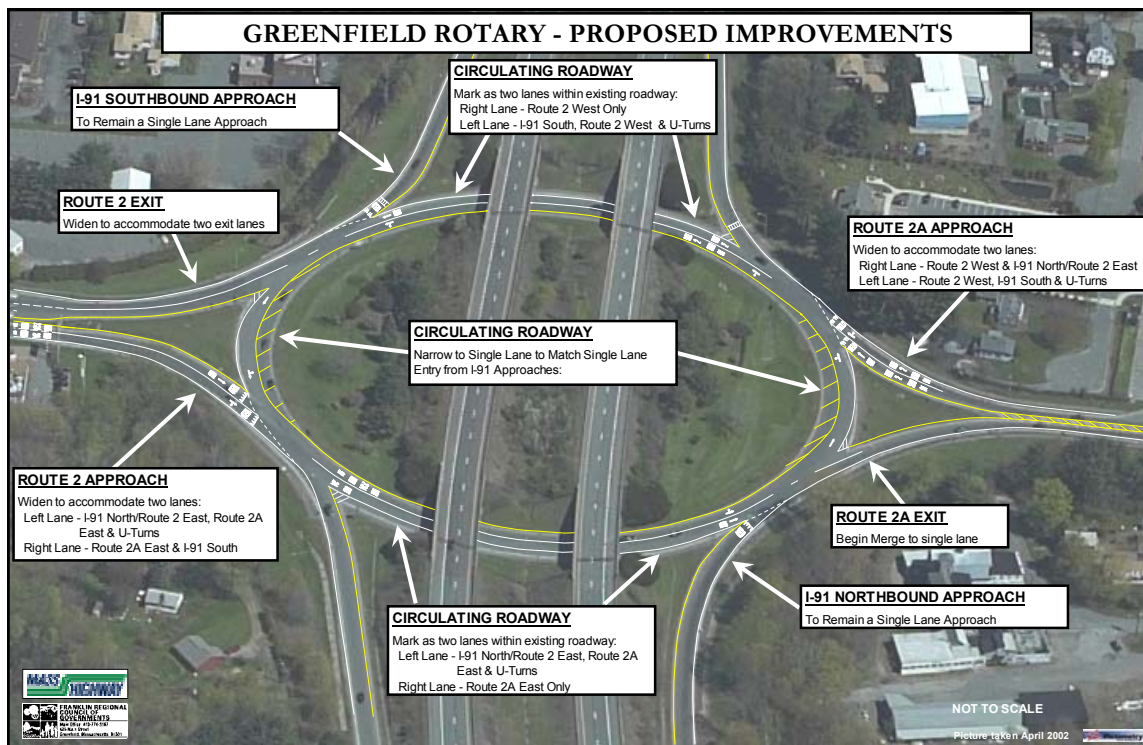 GREENFIELD ROTARY - PROPOSED IMPROVEMENTS
CIRCULATING ROADWAY
Mark as two lanes within existing roadway:
Right Lane - Route 2 West Only
Left Lane - I-91 South, Route 2 West & U-Turns
I-91 SOUTHBOUND APPROACH
To Remain a Single Lane Approach
ROUTE 2 EXIT
Widen to accommodate two exit lanes
ROUTE 2A APPROACH
Widen to accommodate two lanes:
Right Lane - Route 2 West & I-91 North/Route 2 East
Left Lane - Route 2 West, I-91 South & U-Turns
CIRCULATING ROADWAY
Narrow to Single Lane to Match Single Lane
Entry from I-91 Approaches:
ROUTE 2 APPROACH
Widen to accommodate two lanes:
Left Lane - I-91 North/Route 2 East, Route 2A
East & U-Turns
Right Lane - Route 2A East & I-91 South
ROUTE 2A EXIT
Begin Merge to single lane
I-91 NORTHBOUND APPROACH
To Remain a Single Lane Approach
CIRCULATING ROADWAY
Mark as two lanes within existing roadway:
Left Lane - I-91 North/Route 2 East, Route 2A
East & U-Turns
Right Lane - Route 2A East Only
MASS
HIGHWAY
FRANKLIN REGIONAL
COUNCIL OF
GOVERNMENTS
NOT TO SCALE
Picture taken April 2002